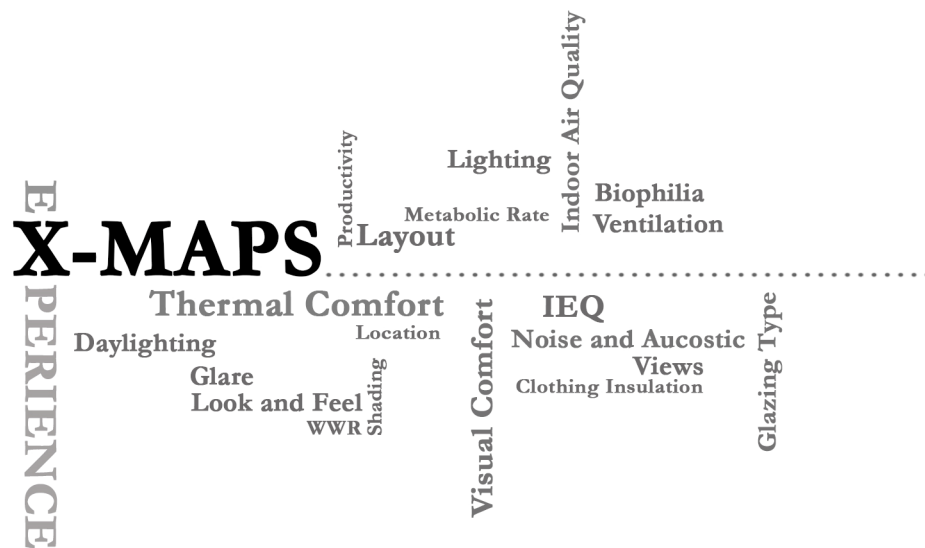 EXPERIENCE
X-MAPS
Productivity
Layout
Metabolic Rate
Lighting
Indoor Air Quality
Biophilia
Ventilation
Thermal Comfort
Location
Daylighting
Glare
Look and Feel
WWR
Shading
Visual Comfort
IEQ
Noise and Aucostic
Views
Clothing Insulation
Glazing Type